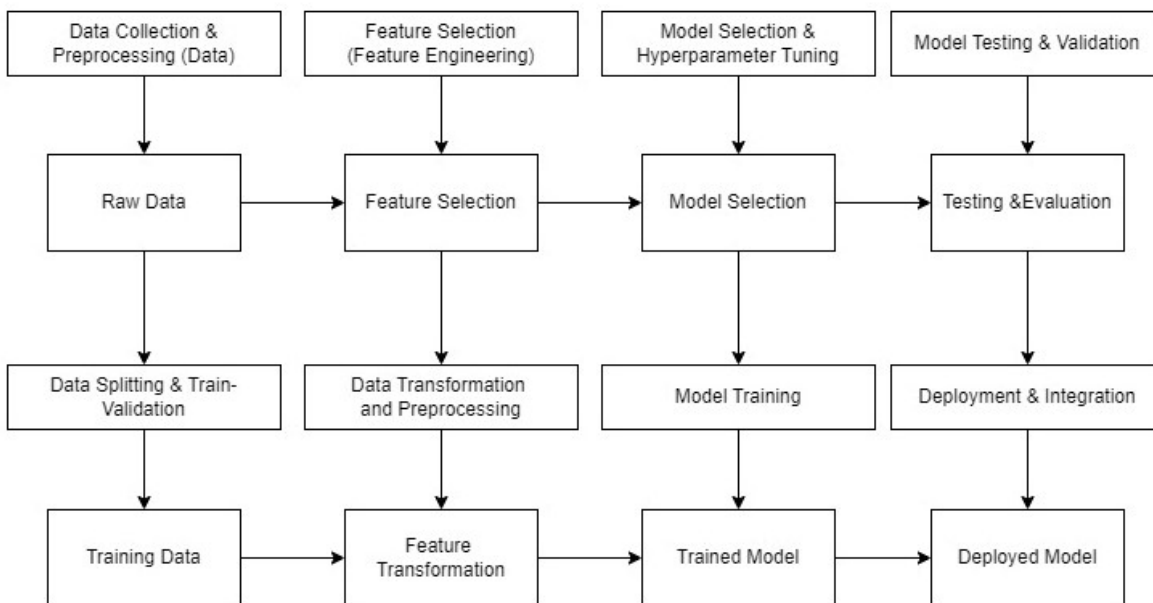 Data Collection &
Preprocessing (Data)
Feature Selection
(Feature Engineering)
Model Selection &
Hyperparameter Tuning
Model Testing & Validation
Raw Data
Feature Selection
Model Selection
Testing &Evaluation
Data Splitting & Train-
Validation
Data Transformation
and Preprocessing
Model Training
Deployment & Integration
Training Data
Feature
Transformation
Trained Model
Deployed Model